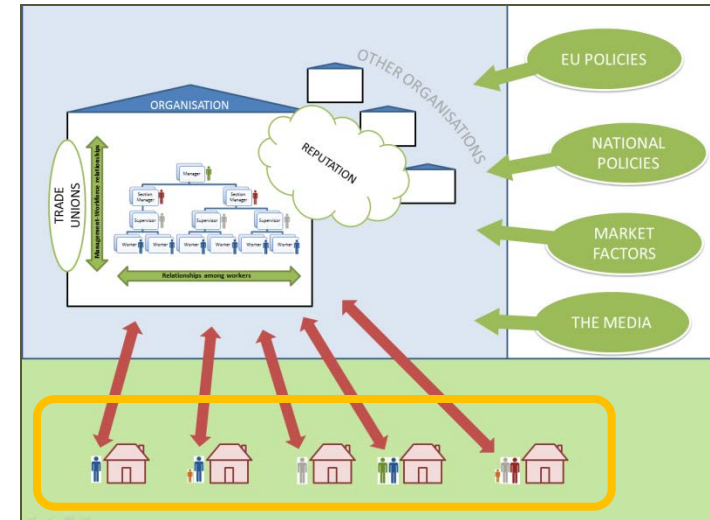 ORGANISATION
OTHER ORGANISATIONS
REPUTATION
TRADE
UNIONS
Management-Workforce relationships
Manager
Section
Manager
Section
Manager
Supervisor
Supervisor
Supervisor
Worker
Worker
Worker
Worker
Worker
Worker
Relationships among workers
EU POLICIES
NATIONAL
POLICIES
MARKET
FACTORS
THE MEDIA